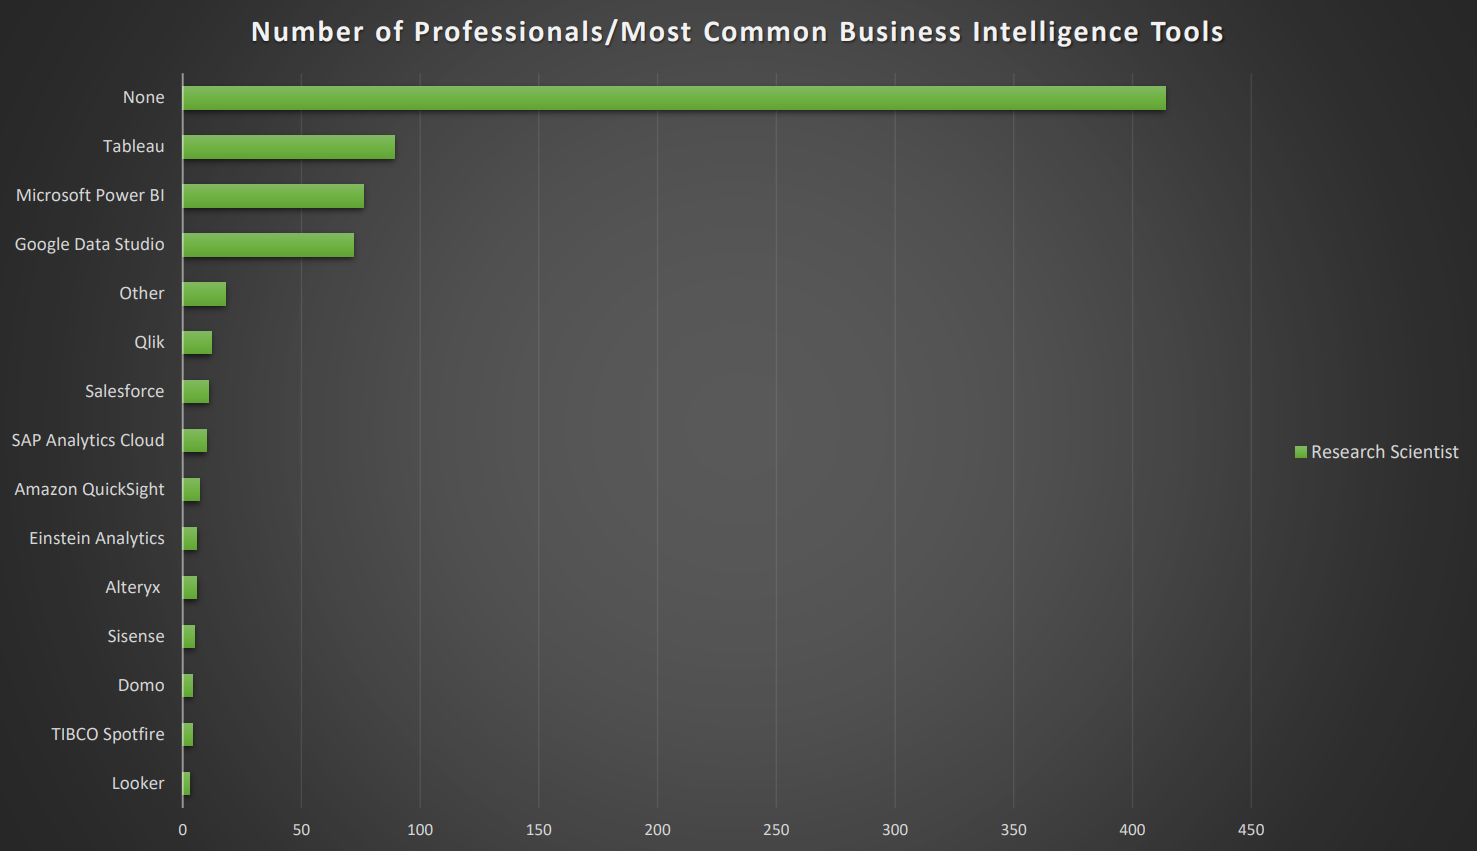 Number of Professionals/Most Common Business Intelligence Tools
None
Tableau
Microsoft Power BI
Google Data Studio
Other
Qlik
Salesforce
SAP Analytics Cloud
Amazon QuickSight
Einstein Analytics
Alteryx
Sisense
Domo
TIBCO Spotfire
Looker
0 50 100 150 200 250 300 350 400 450
Research Scientist